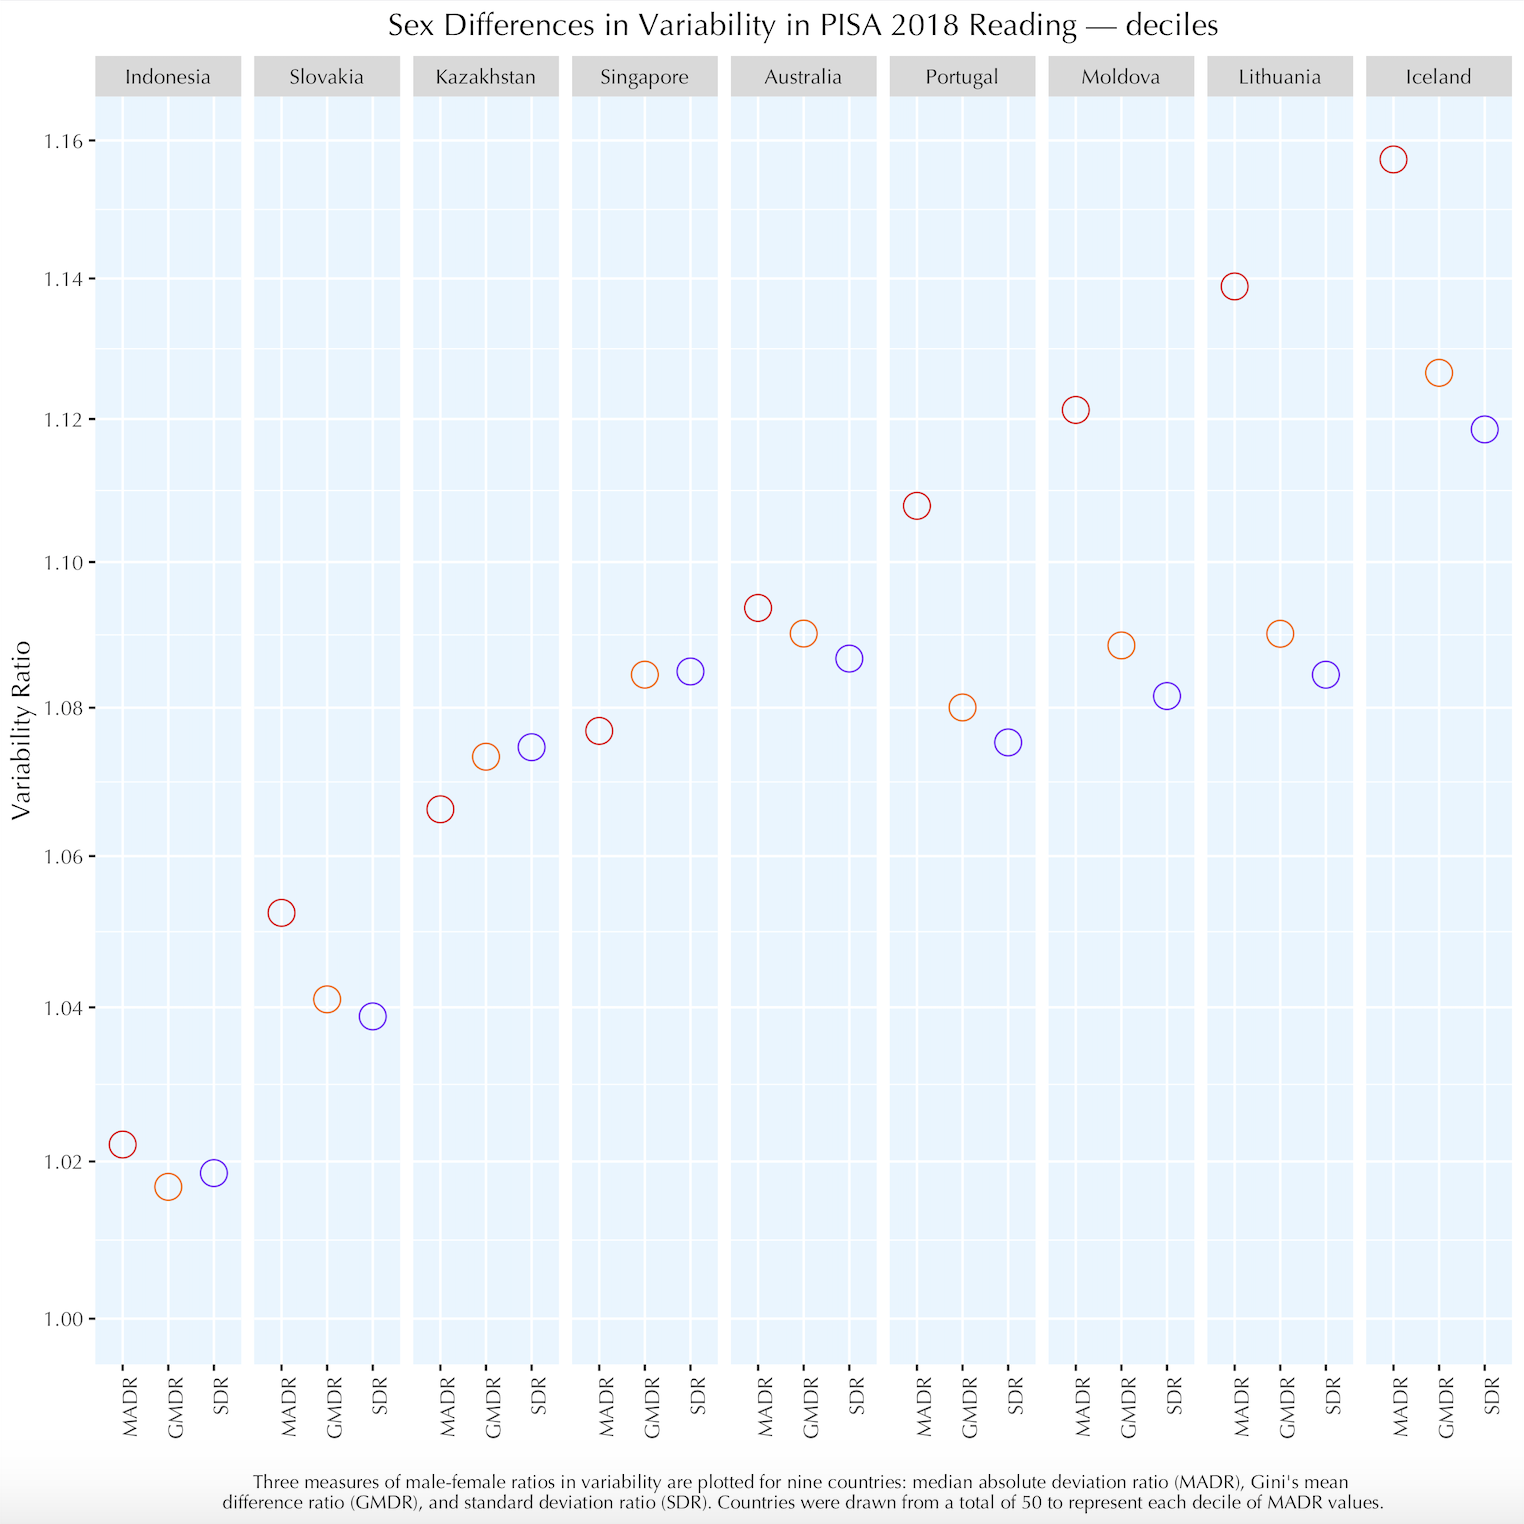 Sex Differences in Variability in PISA 2018 Reading — deciles
Indonesia Slovakia Kazakhstan Singapore Australia Portugal Moldova Lithuania Iceland
1.16
1.14
1.12
1.10
1.08
1.06
1.04
1.02
1.00
Variability Ratio
MADR GMDR SDR MADR GMDR SDR MADR GMDR SDR MADR GMDR SDR MADR GMDR SDR MADR GMDR SDR MADR GMDR SDR MADR GMDR SDR MADR GMDR SDR
Three measures of male-female ratios in variability are plotted for nine countries: median absolute deviation ratio (MADR), Gini's mean
difference ratio (GMDR), and standard deviation ratio (SDR). Countries were drawn from a total of 50 to represent each decile of MADR values.